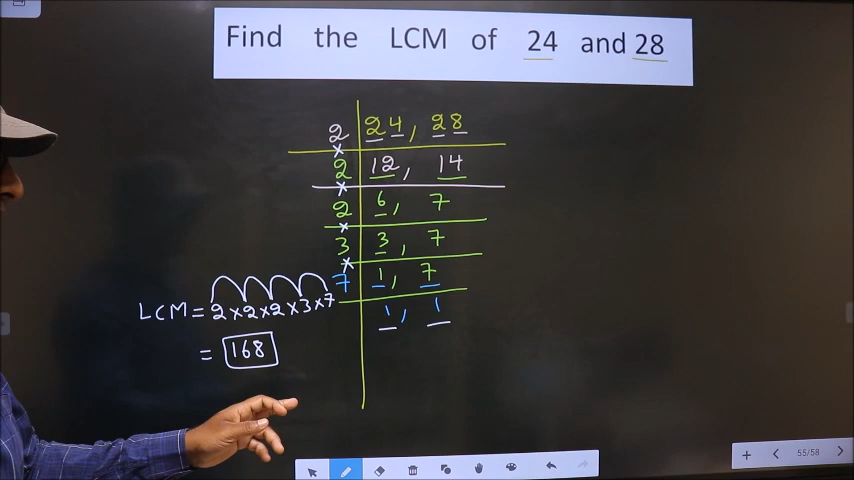 Find the LCM of 24 and 28
2 24, 28
2 12, 14
2 6, 7
3 3, 7
7 1, 7
1, 1
LCM = 2 x 2 x 2 x 3 x 7
= 168
55/58